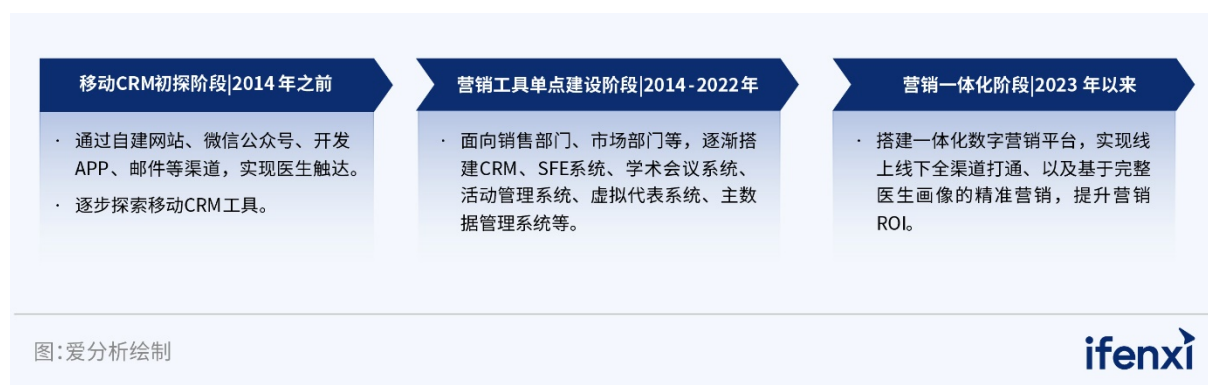 移动CRM初探阶段|2014年之前
· 通过自建网站、微信公众号、开发
APP、邮件等渠道，实现医生触达。
· 逐步探索移动CRM工具。
营销工具单点建设阶段|2014-2022年
· 面向销售部门、市场部门等，逐渐搭
建CRM、SFE系统、学术会议系统、
活动管理系统、虚拟代表系统、主数
据管理系统等。
营销一体化阶段|2023 年以来
· 搭建一体化数字营销平台，实现线
上线下全渠道打通、以及基于完整
医生画像的精准营销，提升营销
ROI。
图：爱分析绘制
ifenxi